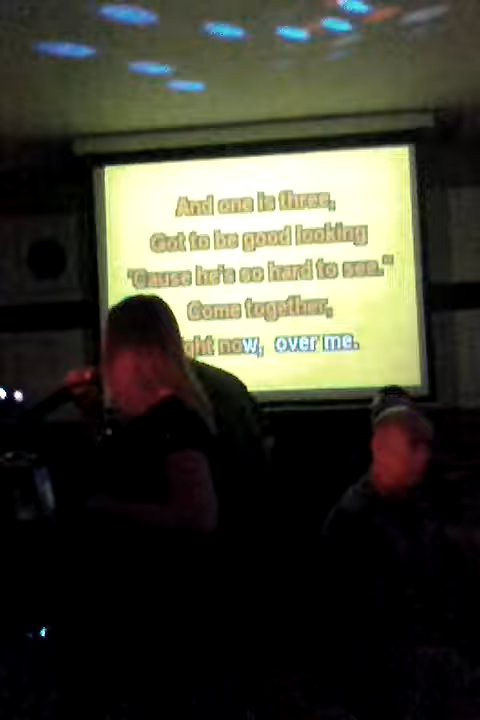 And one is three,
Got to be good looking
'Cause he's so hard to see."
Come together,
ght now, over me.